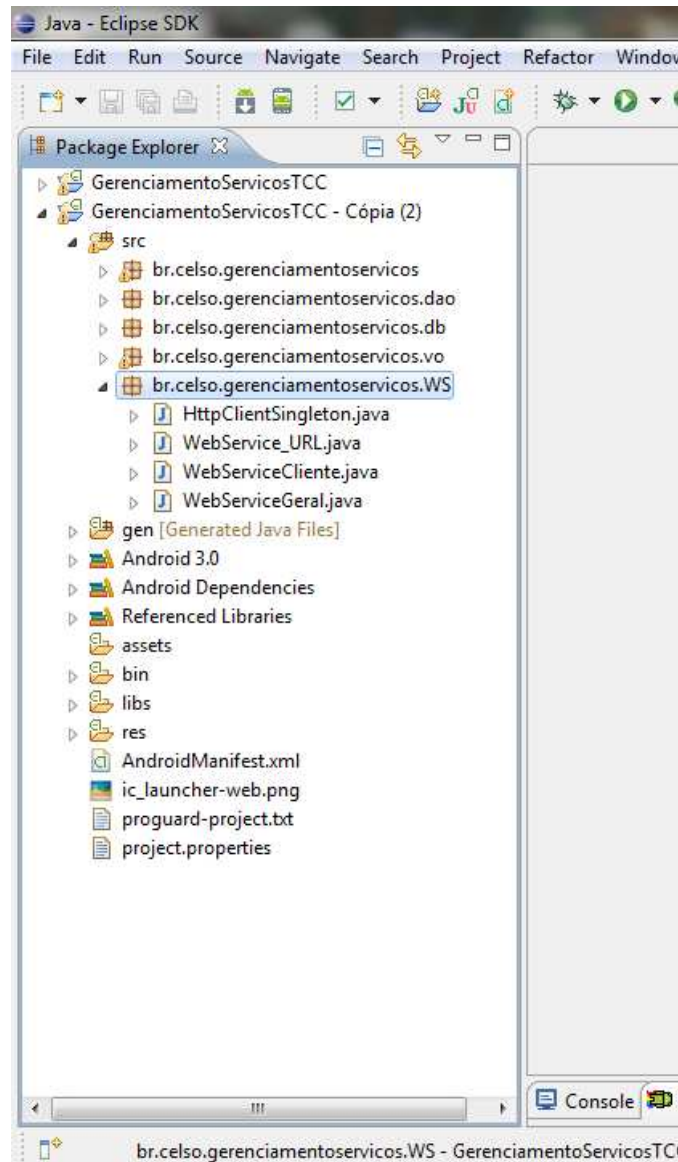 Java - Eclipse SDK
File Edit Run Source Navigate Search Project Refactor Window
Package Explorer
GerenciamentoServicosTCC
GerenciamentoServicosTCC - Cópia (2)
src
br.celso.gerenciamentoservicos
br.celso.gerenciamentoservicos.dao
br.celso.gerenciamentoservicos.db
br.celso.gerenciamentoservicos.vo
br.celso.gerenciamentoservicos.WS
HttpClientSingleton.java
WebService_URL.java
WebServiceCliente.java
WebServiceGeral.java
gen [Generated Java Files]
Android 3.0
Android Dependencies
Referenced Libraries
assets
bin
libs
res
AndroidManifest.xml
ic_launcher-web.png
proguard-project.txt
project.properties
Console
br.celso.gerenciamentoservicos.WS - GerenciamentoServicosTC